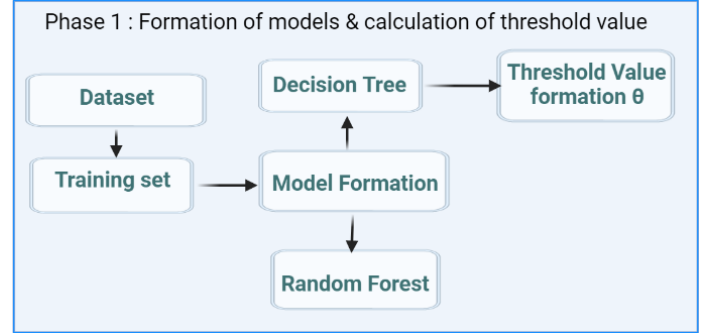 Phase 1 : Formation of models & calculation of threshold value
Dataset
Training set
Model Formation
Decision Tree
Threshold Value
formation θ
Random Forest